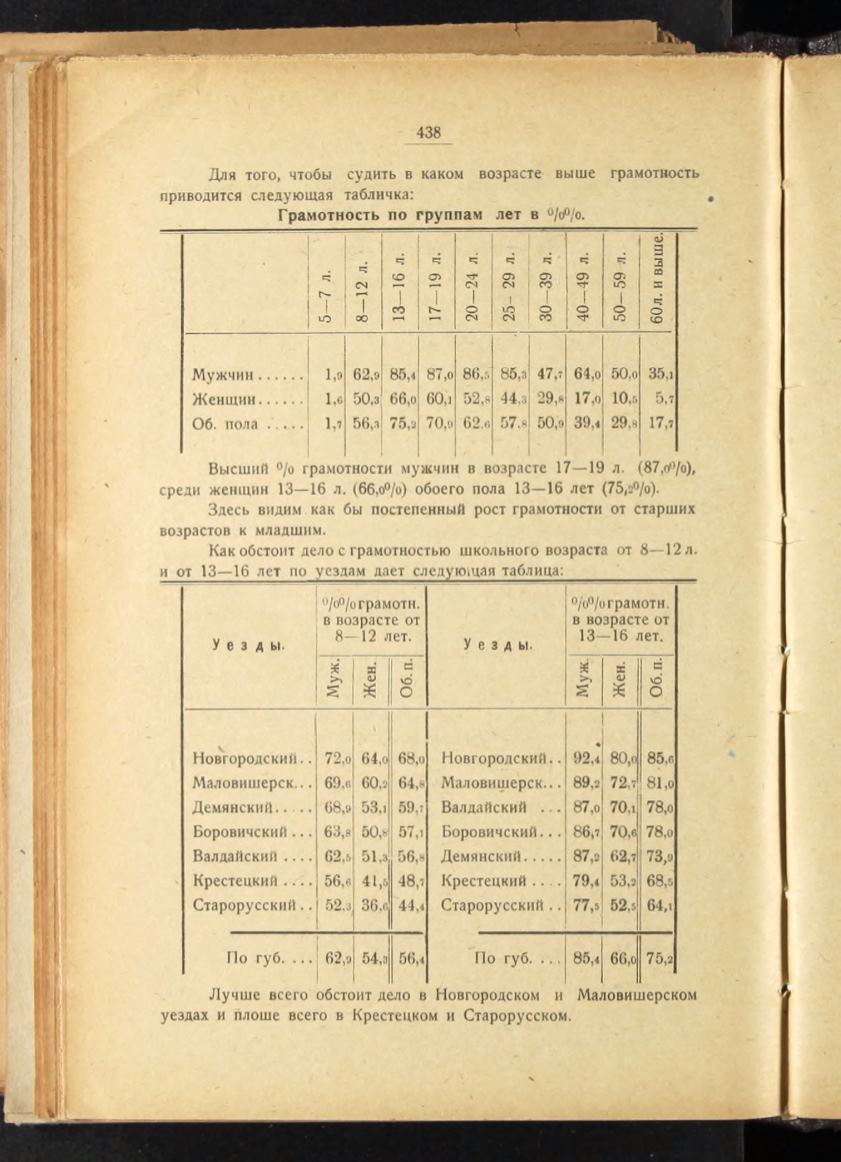 438
Для того, чтобы судить в каком возрасте выше грамотность
приводится следующая табличка:
Грамотность по группам лет в %%.
5—7 л. 8—12 л. 13—16 л. 17—19 л. 20—24 л. 25-29 л. 30—39 л. 40—49 л. 50—59 л. 60 л. и выше.
Мужчин...... 1,9 62,9 85,4 87,0 86,5 85,3 47,7 64,0 50,0 35,1
Женщин...... 1,6 50,3 66,0 60,1 52,8 44,3 29,8 17,0 10,5 5,7
Об. пола ..... 1,7 56,3 75,2 70,9 62,6 57,8 50,9 39,4 29,8 17,7
Высший % грамотности мужчин в возрасте 17—19 л. (87,0%),
среди женщин 13—16 л. (66,0%) обоего пола 13—16 лет (75,2%).
Здесь видим как бы постепенный рост грамотности от старших
возрастов к младшим.
Как обстоит дело с грамотностью школьного возраста от 8—12 л.
и от 13—16 лет по уездам дает следующая таблица:
Уезды. %% грамотн. в возрасте от 8—12 лет. Уезды. %% грамотн. в возрасте от 13—16 лет.
Муж. Жен. Об. п. Муж. Жен. Об. п.
Новгородский.. 72,0 64,0 68,0 Новгородский.. 92,4 80,0 85,6
Маловишерск... 69,6 60,2 64,8 Маловишерск... 89,2 72,7 81,0
Демянский..... 68,9 53,1 59,7 Валдайский ... 87,0 70,1 78,0
Боровичский ... 63,8 50,8 57,1 Боровичский... 86,7 70,6 78,0
Валдайский .... 62,5 51,3 56,8 Демянский..... 87,2 62,7 73,9
Крестецкий .... 56,6 41,5 48,7 Крестецкий .... 79,4 53,2 68,5
Старорусский.. 52,3 36,6 44,4 Старорусский .. 77,5 52,5 64,1
По губ. ... 62,9 54,3 56,4 По губ. ... 85,4 66,0 75,2
Лучше всего обстоит дело в Новгородском и Маловишерском
уездах и плоше всего в Крестецком и Старорусском.